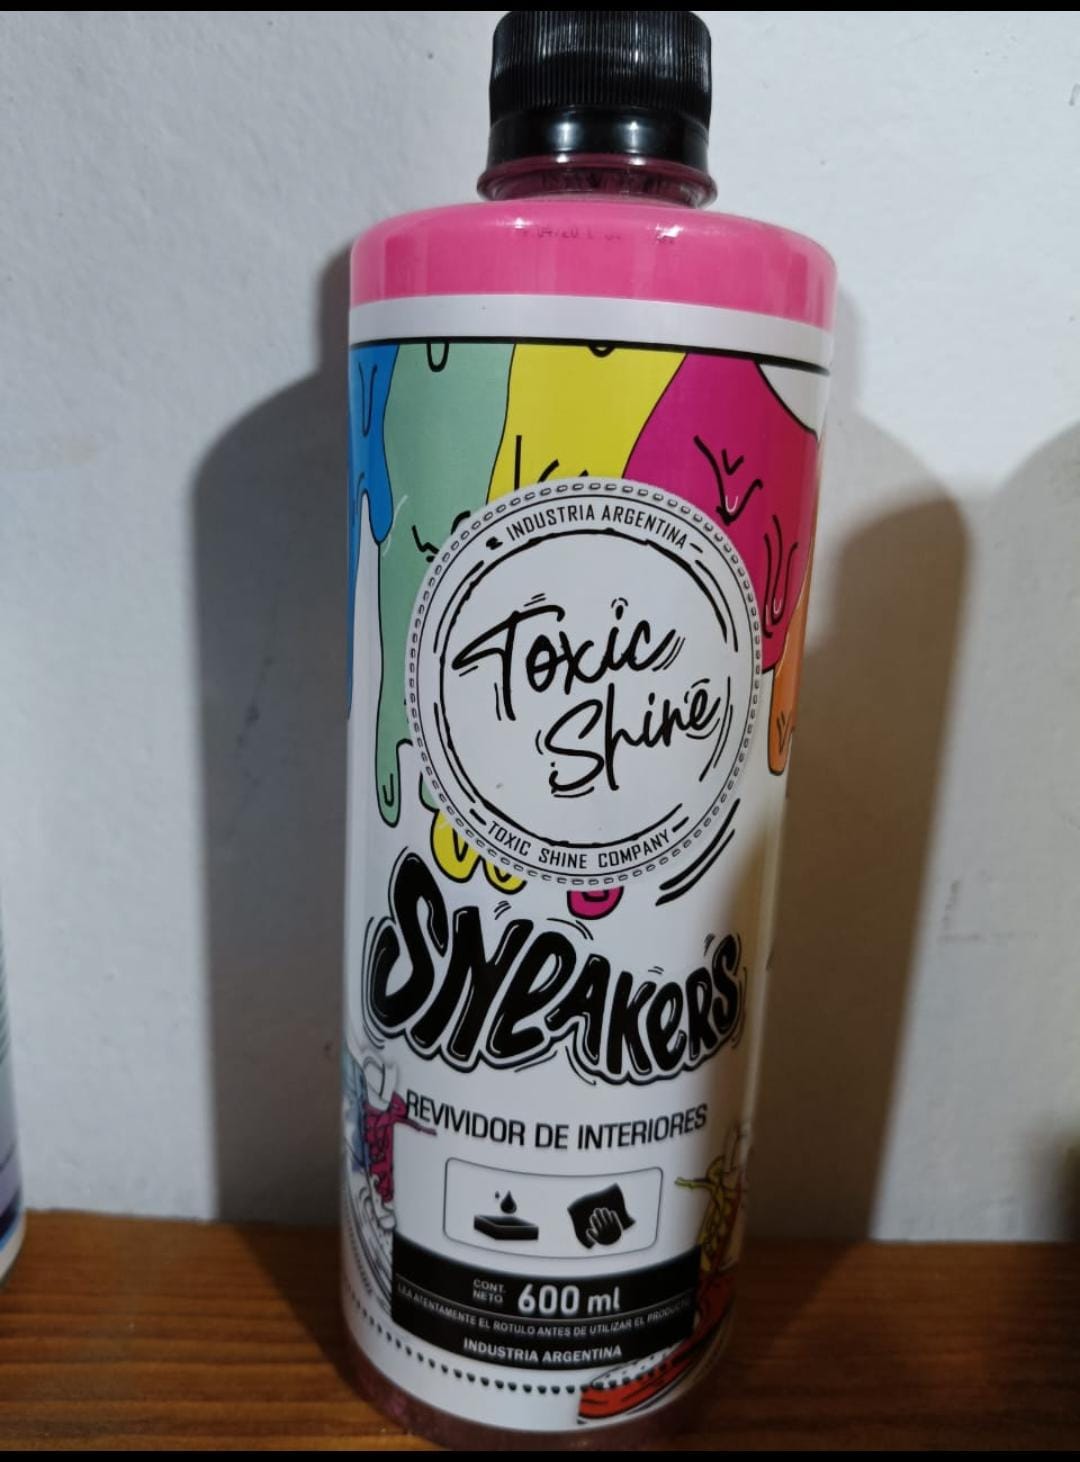 INDUSTRIA ARGENTINA
Toxic
Shine
TOXIC SHINE COMPANY
SNEAKERS
REVIVIDOR DE INTERIORES
CONT.
NETO 600 ml
LEA ATENTAMENTE EL ROTULO ANTES DE UTILIZAR EL PRODUCTO
INDUSTRIA ARGENTINA